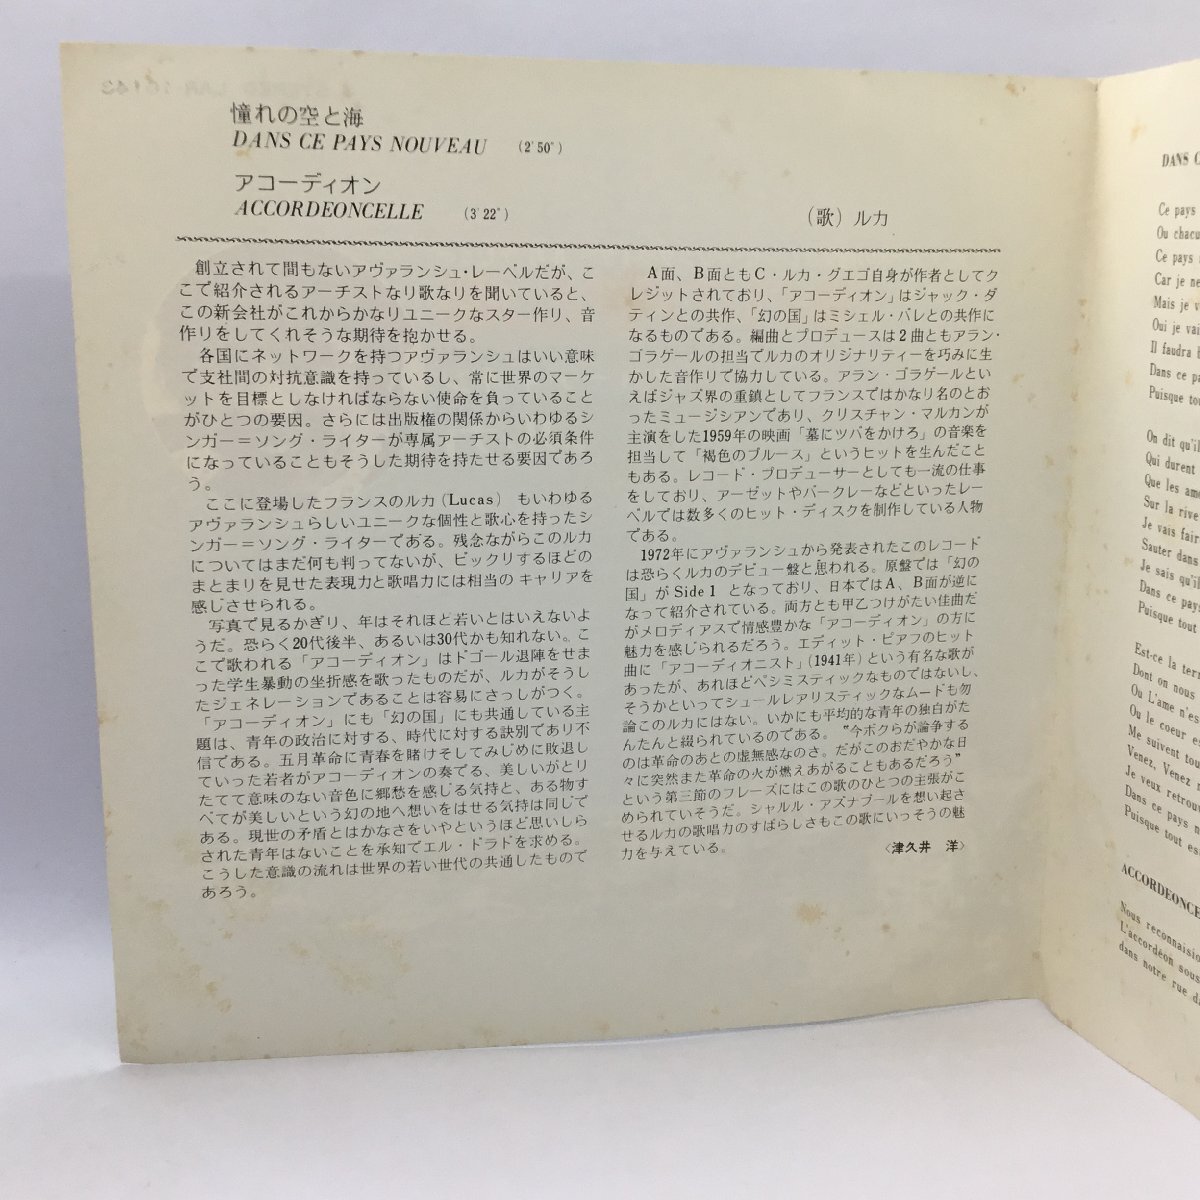 憧れの空と海
DANS CE PAYS NOUVEAU (2'50")
アコーディオン
ACCORDEONCELLE (3'22")
(歌) ルカ
創立されて間もないアヴァランシュ・レーベルだが、こ
こで紹介されるアーチストなり歌なりを聞いていると、
この新会社がこれからかなりユニークなスター作り、音
作りをしてくれそうな期待を抱かせる。
各国にネットワークを持つアヴァランシュはいい意味
で支社間の対抗意識を持っているし、常に世界のマーケ
ットを目標としなければならない使命を負っていること
がひとつの要因。さらには出版権の関係からいわゆるシ
ンガー＝ソング・ライターが専属アーチストの必須条件
になっていることもそうした期待を持たせる要因であろ
う。
ここに登場したフランスのルカ (Lucas) もいわゆる
アヴァランシュらしいユニークな個性と歌心を持ったシ
ンガー＝ソング・ライターである。残念ながらこのルカ
についてはまだ何も判ってないが、ビックリするほどの
まとまりを見せた表現力と歌唱力には相当の キャリアを
感じさせられる。
写真で見るかぎり、年はそれほど若いとはいえないよ
うだ。恐らく20代後半、あるいは30代かも知れない。こ
こで歌われる「アコーディオン」はドゴール退陣をせま
った学生暴動の坐折感を歌ったものだが、ルカがそうし
たジェネレーションであることは容易にさっしがつく。
「アコーディオン」にも「幻の国」にも共通している主
題は、青年の政治に対する、時代に対する訣別であり不
信である。五月革命に青春を賭けそしてみじめに敗退し
ていった若者がアコーディオンの奏でる、美しいがとり
たてて意味のない音色に郷愁を感じる気持と、ある物す
べてが美しいという幻の地へ想いをはせる気持は同じで
ある。現世の矛盾とはかなさをいやというほど思いしら
された青年はないことを承知でエル・ドラドを求める。
こうした意識の流れは世界の若い世代の共通したもので
あろう。
A面、B面ともC・ルカ・グエゴ自身が作者としてク
レジットされており、「アコーディオン」はジャック・ダ
ティンとの共作、「幻の国」はミシェル・バレとの共作に
なるものである。編曲とプロデュースは2曲ともアラン・
ゴラゲールの担当でルカのオリジナリティーを巧みに生
かした音作りで協力している。アラン・ゴラゲールとい
えばジャズ界の重鎮としてフランスではかなり名のとお
ったミュージシアンであり、クリスチャン・マルカンが
主演をした1959年の映画「墓にツバをかけろ」の音楽を
担当して「褐色のブルース」というヒットを生んだこと
もある。レコード・プロデューサーとしても一流の仕事
をしており、アーゼットやバークレーなどといったレー
ベルでは数多くのヒット・ディスクを制作している人物
である。
1972年にアヴァランシュから発表されたこのレコード
は恐らくルカのデビュー盤と思われる。原盤では「幻の
国」が Side 1 となっており、日本ではA、B面が逆に
なって紹介されている。両方とも甲乙つけがたい佳曲だ
がメロディアスで情感豊かな「アコーディオン」の方に
魅力を感じられるだろう。エディット・ピアフのヒット
曲に「アコーディオニスト」(1941年) という有名な歌が
あったが、あれほどペシミスティックなものではないし、
そうかといってシュールレアリスティックなムードも勿
論このルカにはない。いかにも平均的な青年の独白がた
んたんと綴られているのである。"今ボクらが論争する
のは革命のあとの虚無感なのさ。だがこのおだやかな日
々に突然また革命の火が燃えあがることもあるだろう"
という第三節のフレーズにはこの歌のひとつの主張がこ
められていそうだ。シャルル・アズナブールを想い起さ
せるルカの歌唱力のすばらしさもこの歌にいっそうの魅
力を与えている。 〈津久井 洋〉
DANS
Ce pays
Ou chacu
Ce pays
Car je ne
Mais je v
Oui je vai
Il faudra
Dans ce pa
Puisque tou
On dit qu'il
Qui durent
Que les amo
Sur la rive
Je vais fair
Sauter dans
Je sais qu'il
Dans ce pay
Puisque tout
Est-ce la terr
Dont on nous
Ou L'ame n'es
Ou le coeur es
Me suivent tou
Venez, Venez
Je veux retrou
Dans ce pays n
Puisque tout es
ACCORDEONCE
Nous reconnaisio
L'accordéon sous
dans notre rue da